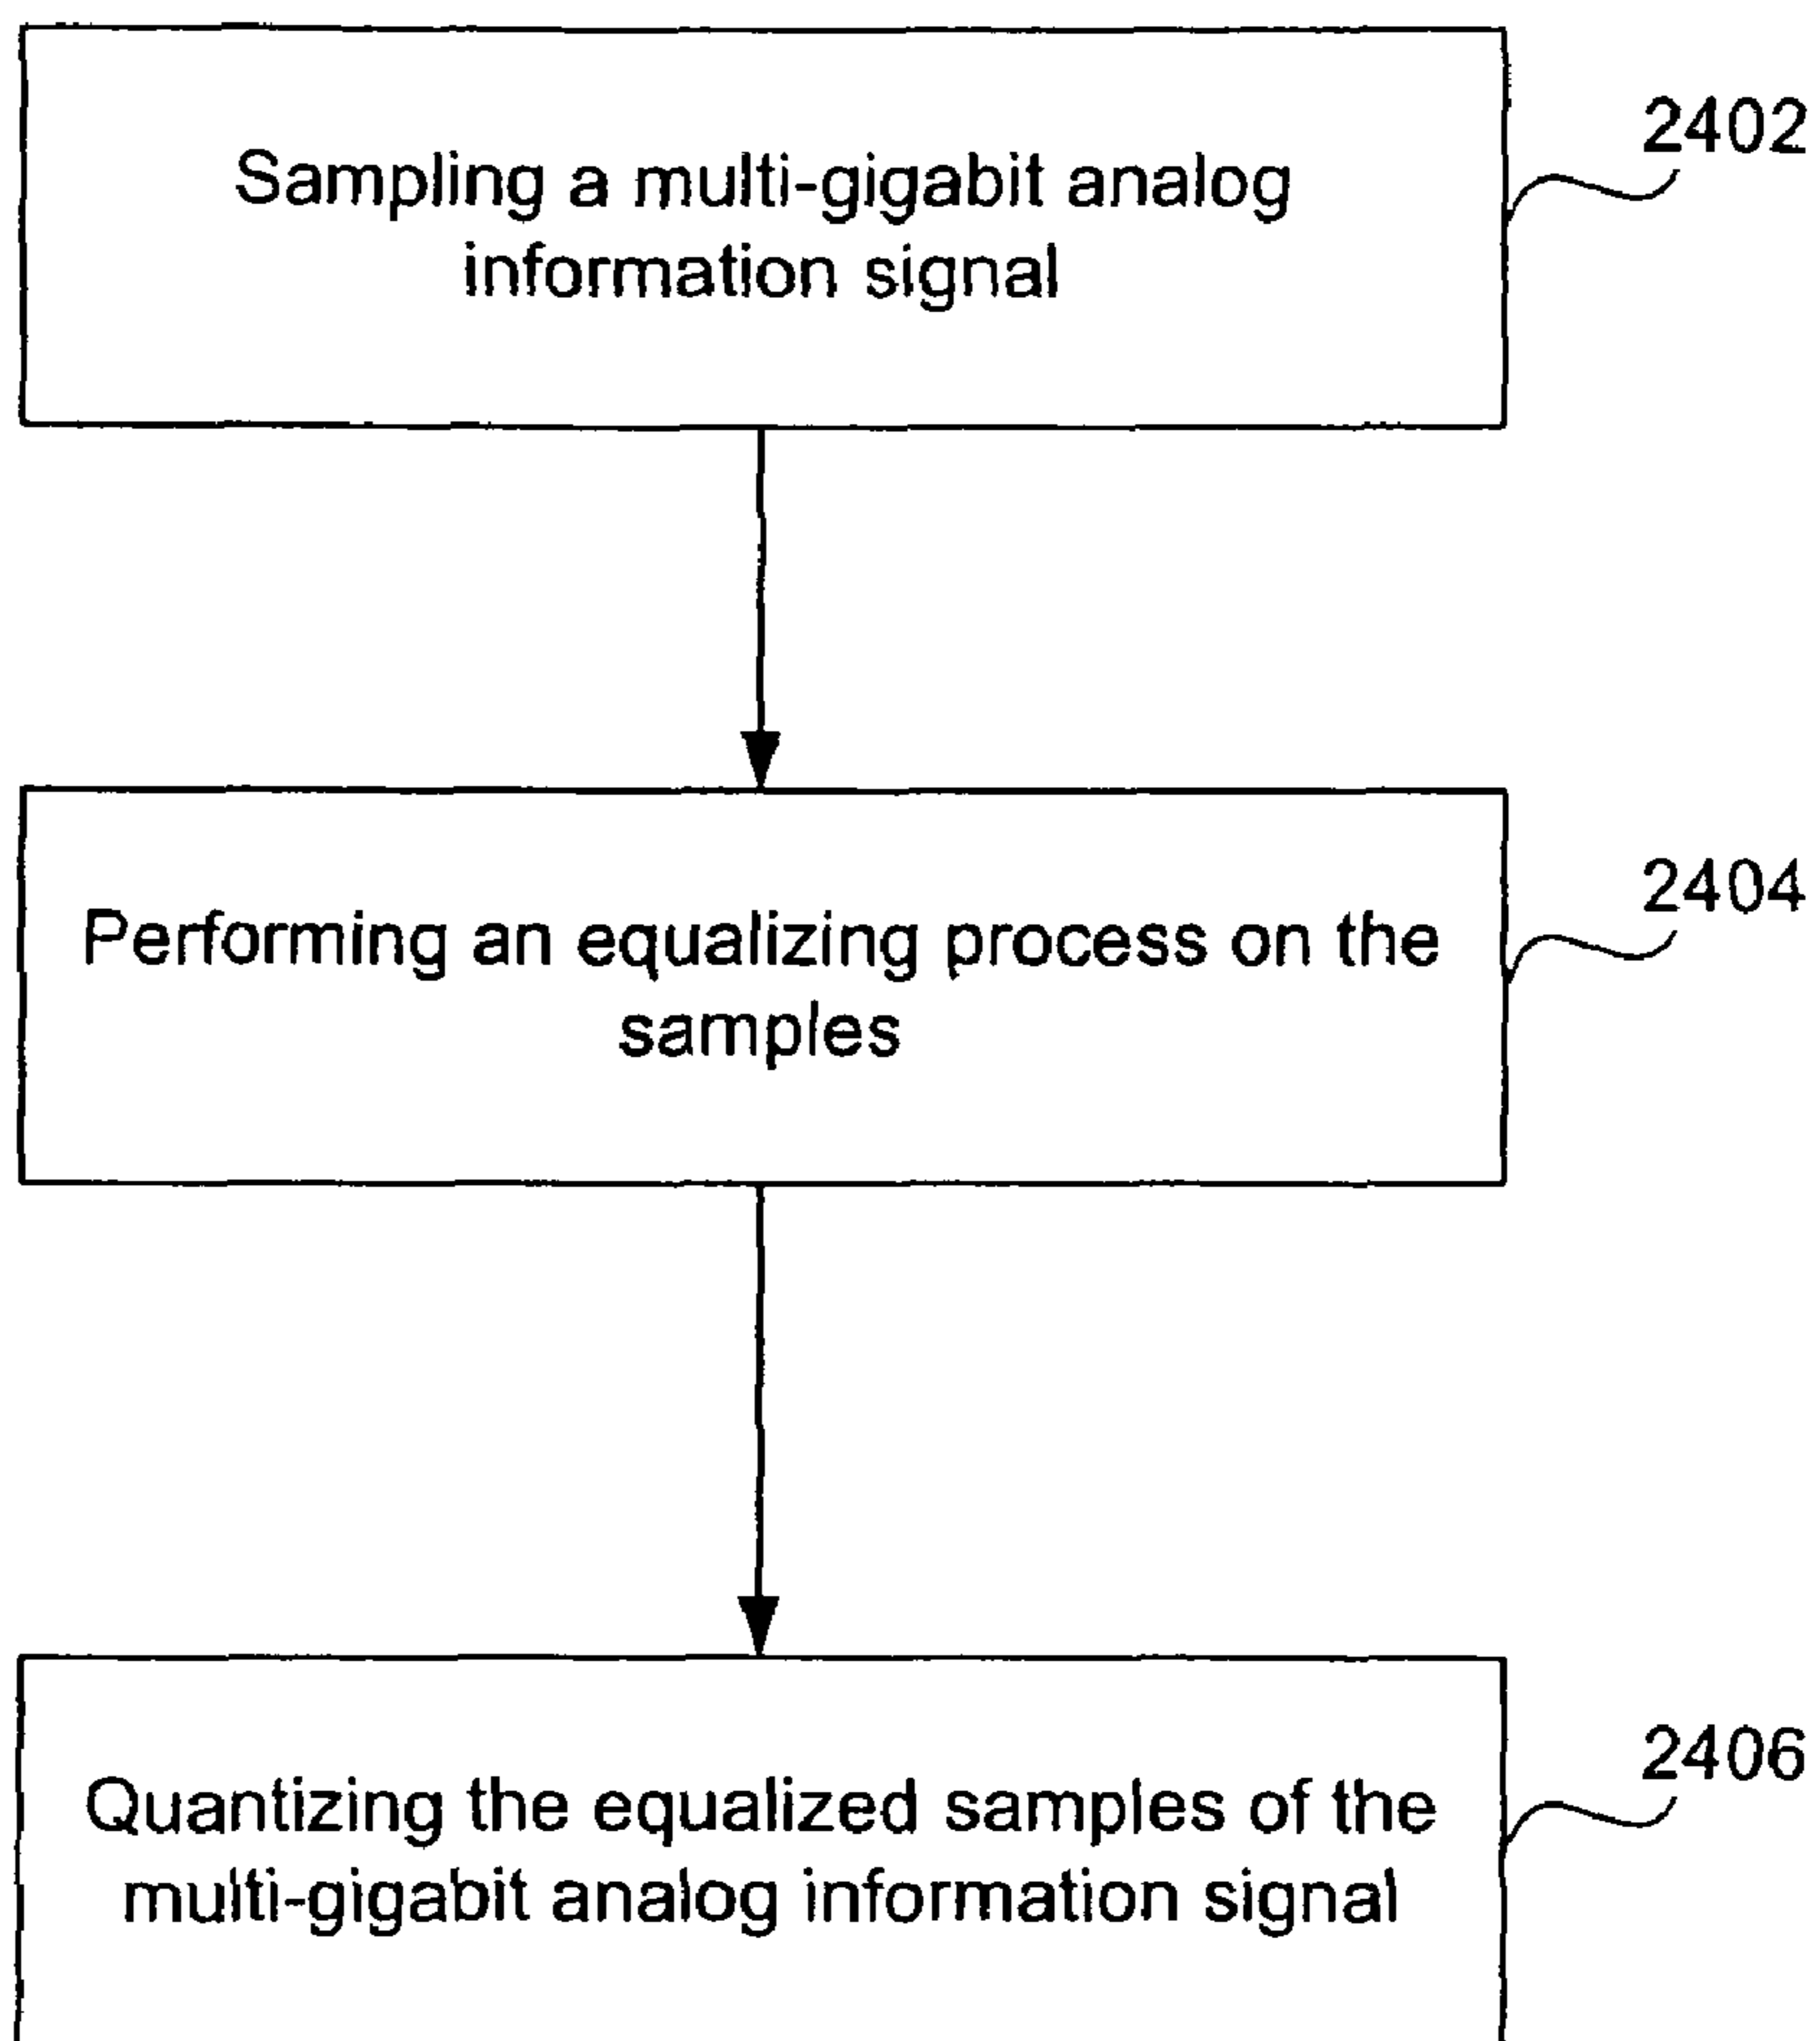 Sampling a multi-gigabit analog
information signal
2402
Performing an equalizing process on the
samples
2404
Quantizing the equalized samples of the
multi-gigabit analog information signal
2406